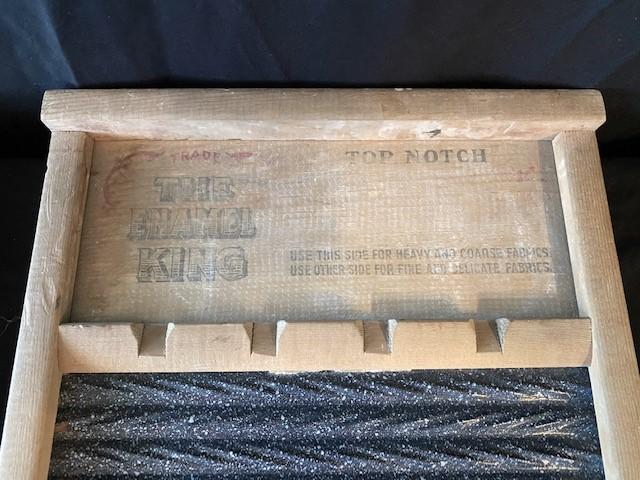 TRADE
TOP NOTCH
THE
ENAMEL
KING
USE THIS SIDE FOR HEAVY AND COARSE FABRICS.
USE OTHER SIDE FOR FINE AND DELICATE FABRICS.